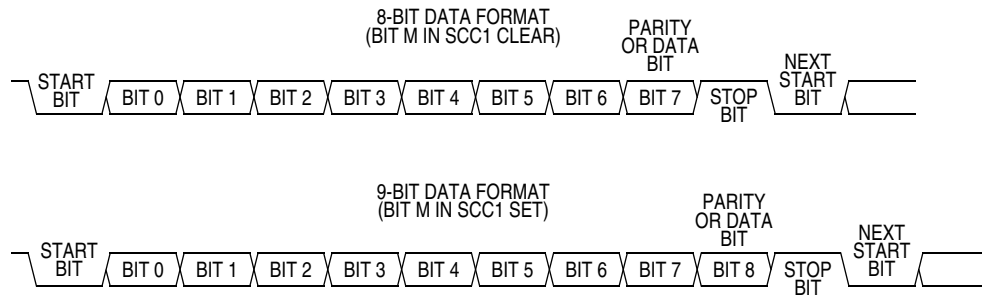 8-BIT DATA FORMAT
(BIT M IN SCC1 CLEAR)
PARITY
OR DATA
BIT
NEXT
START
BIT
START
BIT
BIT 0
BIT 1
BIT 2
BIT 3
BIT 4
BIT 5
BIT 6
BIT 7
STOP
BIT
9-BIT DATA FORMAT
(BIT M IN SCC1 SET)
PARITY
OR DATA
BIT
NEXT
START
BIT
START
BIT
BIT 0
BIT 1
BIT 2
BIT 3
BIT 4
BIT 5
BIT 6
BIT 7
BIT 8
STOP
BIT